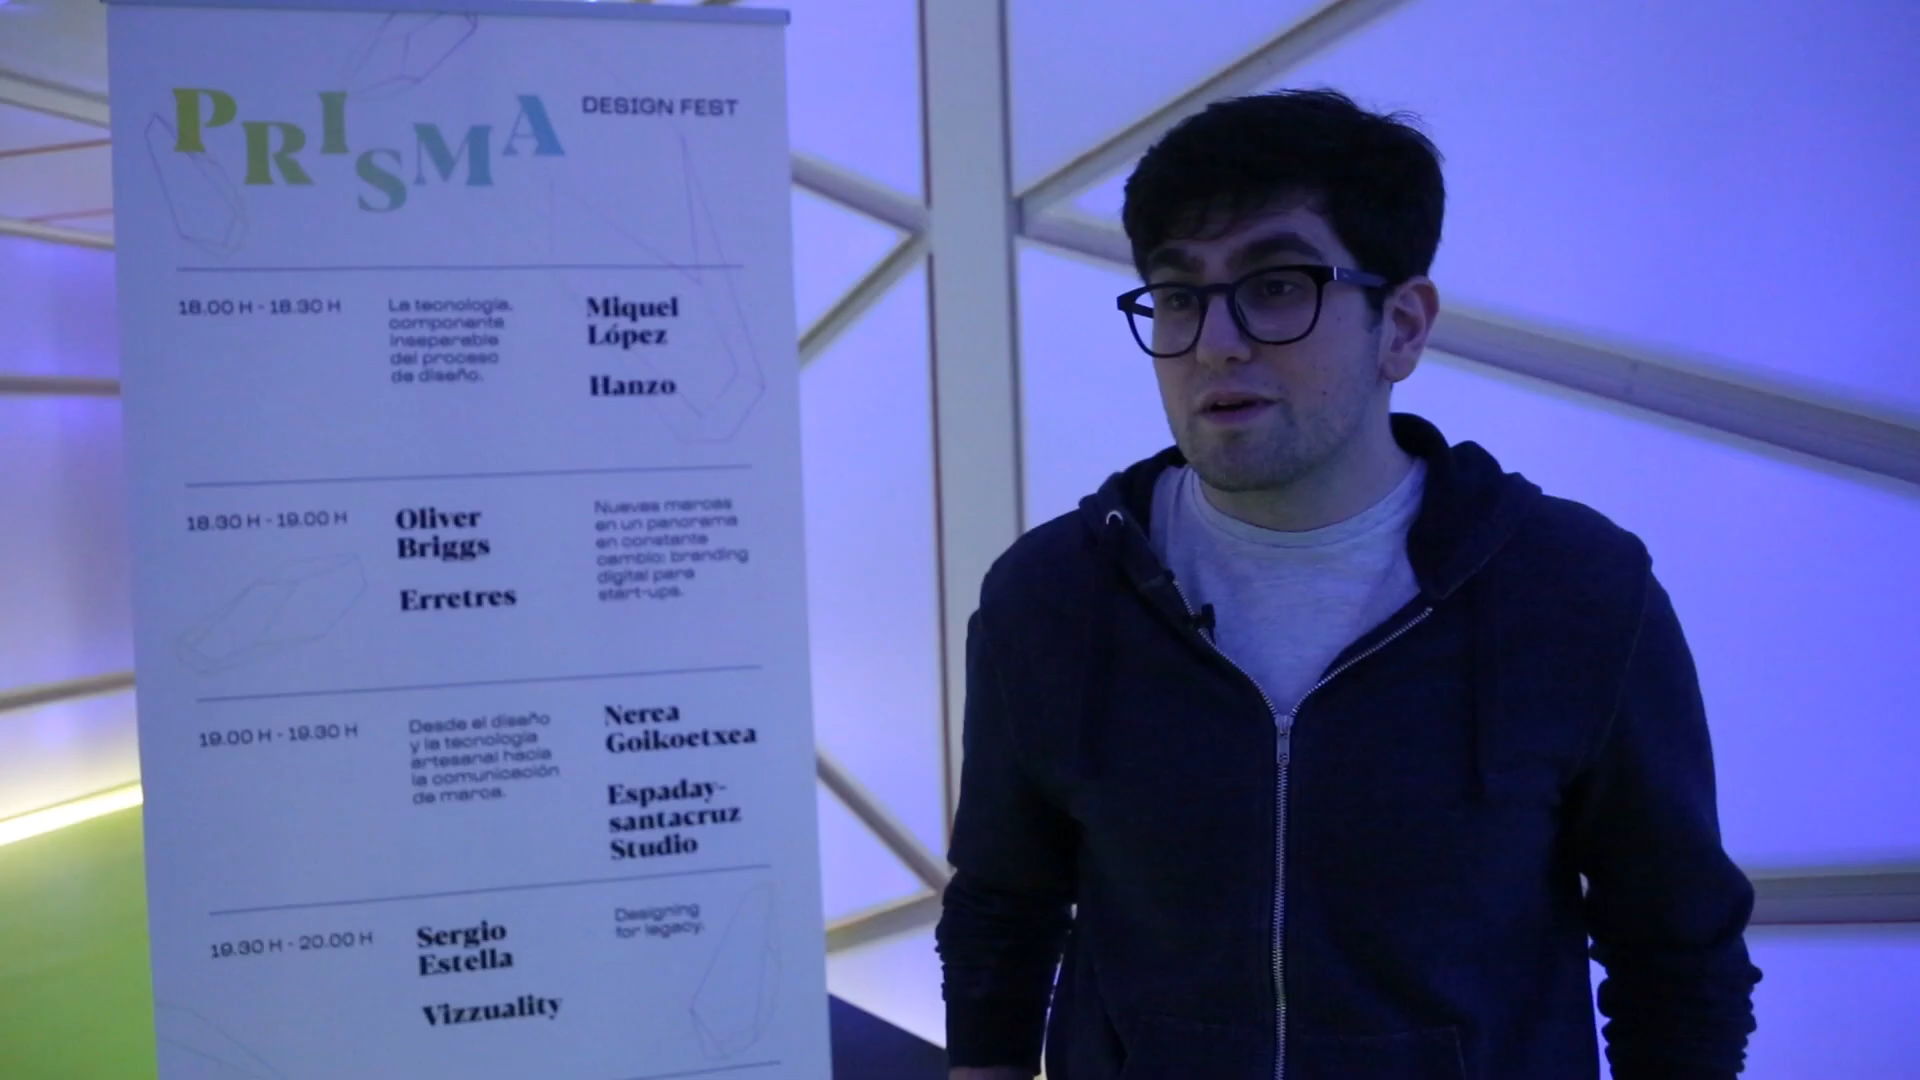 PRISMA DESIGN FEST
18.00 H - 18.30 H
La tecnología,
componente
inseparable
del proceso
de diseño.
Miquel
López
Hanzo
18.30 H - 19.00 H
Oliver
Briggs
Erretres
Nuevas marcas
en un panorama
en constante
cambio: branding
digital para
start-ups.
19.00 H - 19.30 H
Desde el diseño
y la tecnología
artesanal hacia
la comunicación
de marca.
Nerea
Goikoetxea
Espaday-
santacruz
Studio
19.30 H - 20.00 H
Sergio
Estella
Vizzuality
Designing
for legacy.